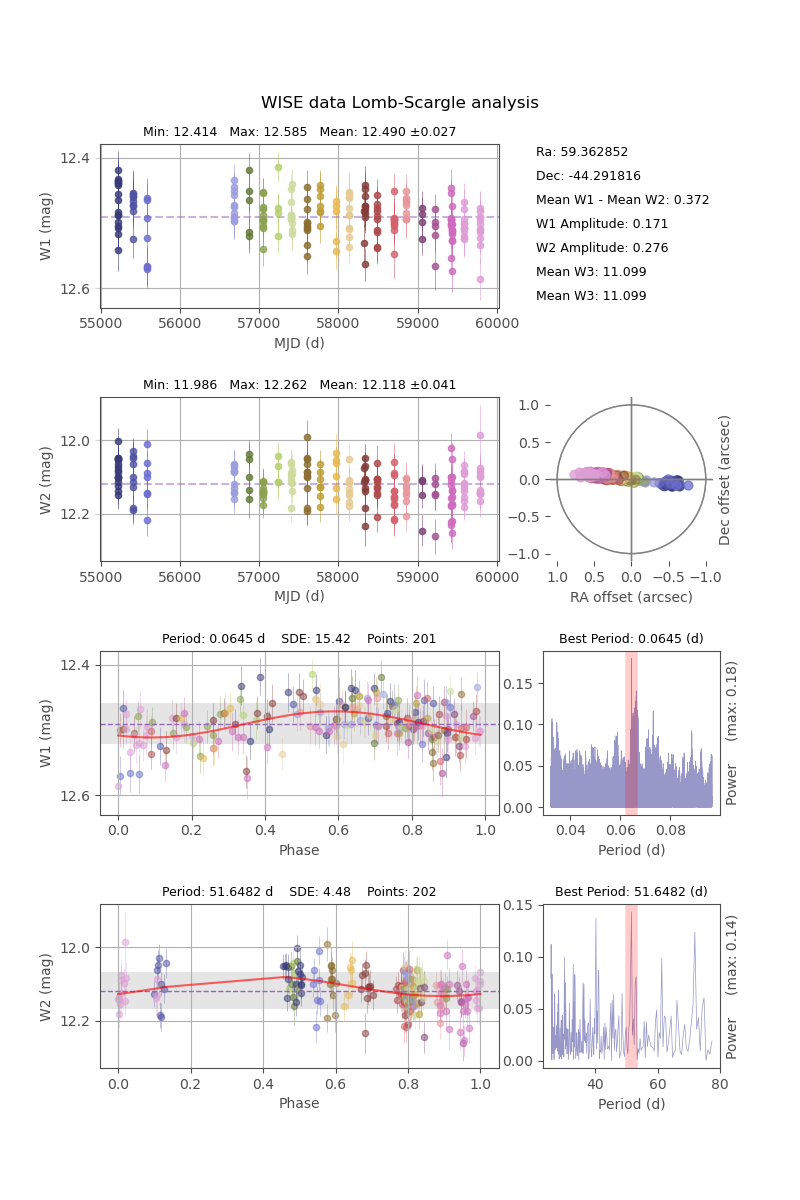 WISE data Lomb-Scargle analysis
Min: 12.414   Max: 12.585   Mean: 12.490 ±0.027
12.4
12.6
W1 (mag)
55000 56000 57000 58000 59000 60000
MJD (d)
Ra: 59.362852
Dec: -44.291816
Mean W1 - Mean W2: 0.372
W1 Amplitude: 0.171
W2 Amplitude: 0.276
Mean W3: 11.099
Mean W3: 11.099
Min: 11.986   Max: 12.262   Mean: 12.118 ±0.041
12.0
12.2
W2 (mag)
55000 56000 57000 58000 59000 60000
MJD (d)
1.0
0.5
0.0
−0.5
−1.0
1.0 0.5 0.0 −0.5 −1.0
RA offset (arcsec)
Dec offset (arcsec)
Period: 0.0645 d    SDE: 15.42    Points: 201
12.4
12.6
W1 (mag)
0.0 0.2 0.4 0.6 0.8 1.0
Phase
Best Period: 0.0645 (d)
0.15
0.10
0.05
0.00
0.04 0.06 0.08
Period (d)
Power     (max: 0.18)
Period: 51.6482 d    SDE: 4.48    Points: 202
12.0
12.2
W2 (mag)
0.0 0.2 0.4 0.6 0.8 1.0
Phase
Best Period: 51.6482 (d)
0.15
0.10
0.05
0.00
40 60 80
Period (d)
Power     (max: 0.14)